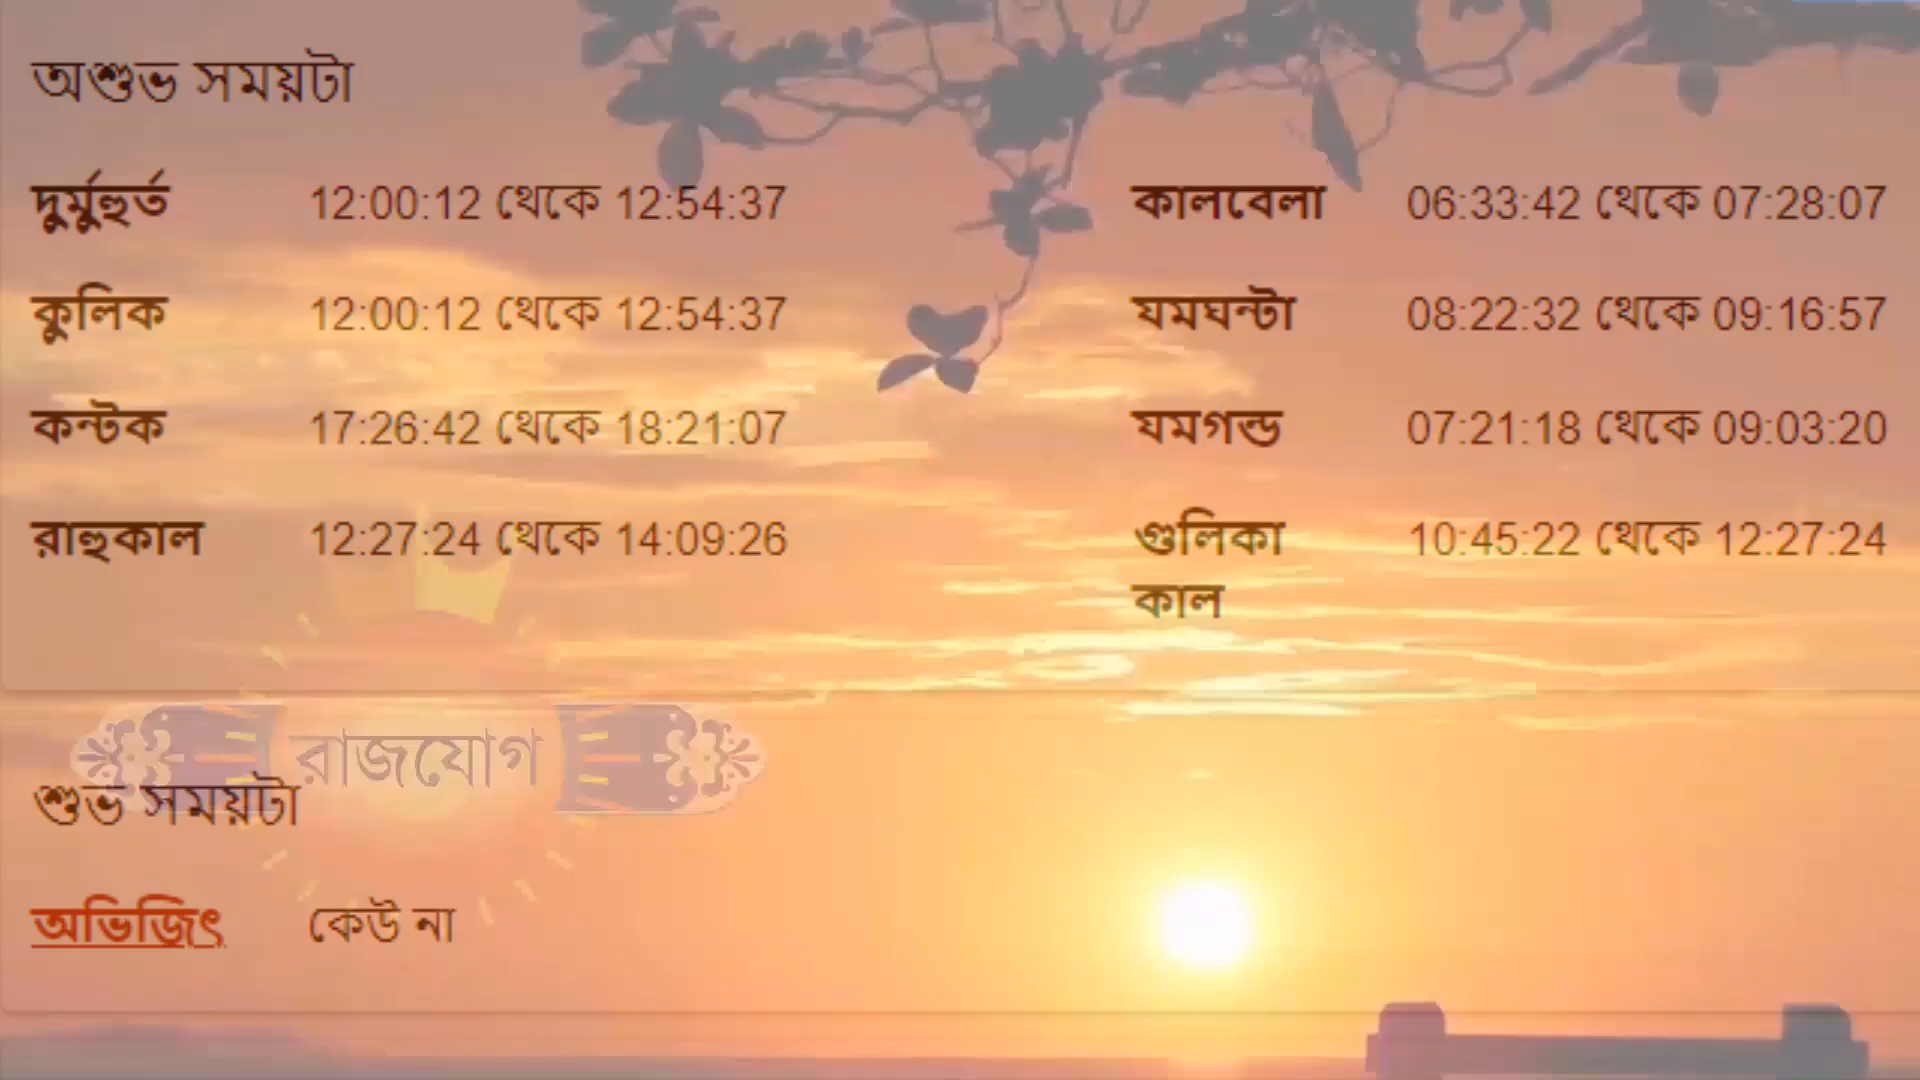 অশুভ সময়টা
দুর্মুহুর্ত 12:00:12 থেকে 12:54:37 কালবেলা 06:33:42 থেকে 07:28:07
কুলিক 12:00:12 থেকে 12:54:37 যমঘন্টা 08:22:32 থেকে 09:16:57
কন্টক 17:26:42 থেকে 18:21:07 যমগন্ড 07:21:18 থেকে 09:03:20
রাহুকাল 12:27:24 থেকে 14:09:26 গুলিকা 10:45:22 থেকে 12:27:24
কাল
রাজযোগ
শুভ সময়টা
অভিজিৎ কেউ না